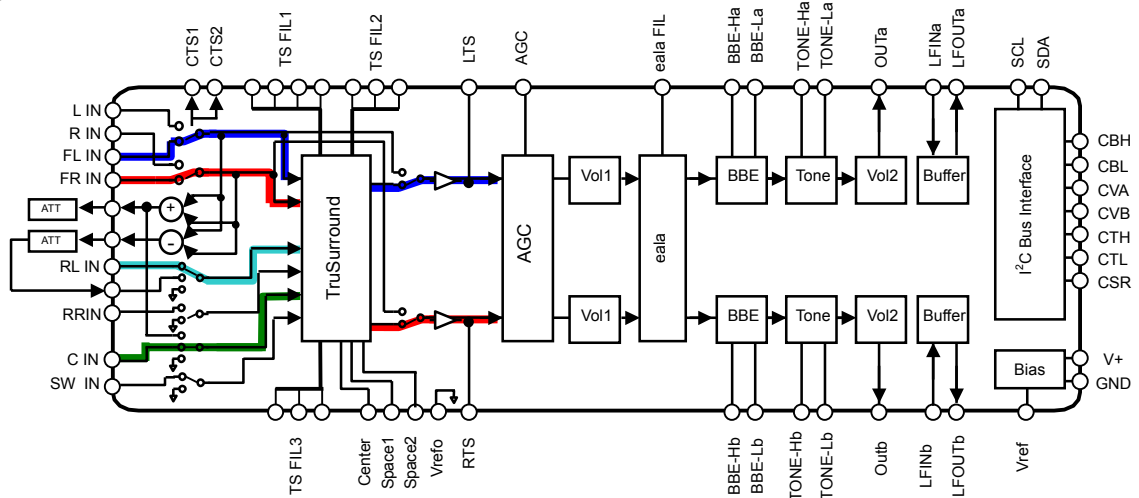 CTS1
CTS2
TS FIL1
TS FIL2
LTS
AGC
eala FIL
BBE-Ha
BBE-La
TONE-Ha
TONE-La
OUTa
LFINa
LFOUTa
SCL
SDA
L IN
R IN
FL IN
FR IN
ATT
ATT
RL IN
RRIN
C IN
SW IN
+
-
TruSurround
AGC
Vol1
eala
BBE
Tone
Vol2
Buffer
Vol1
BBE
Tone
Vol2
Buffer
I2C Bus Interface
Bias
CBH
CBL
CVA
CVB
CTH
CTL
CSR
V+
GND
TS FIL3
Center
Space1
Space2
Vrefo
RTS
BBE-Hb
BBE-Lb
TONE-Hb
TONE-Lb
Outb
LFINb
LFOUTb
Vref